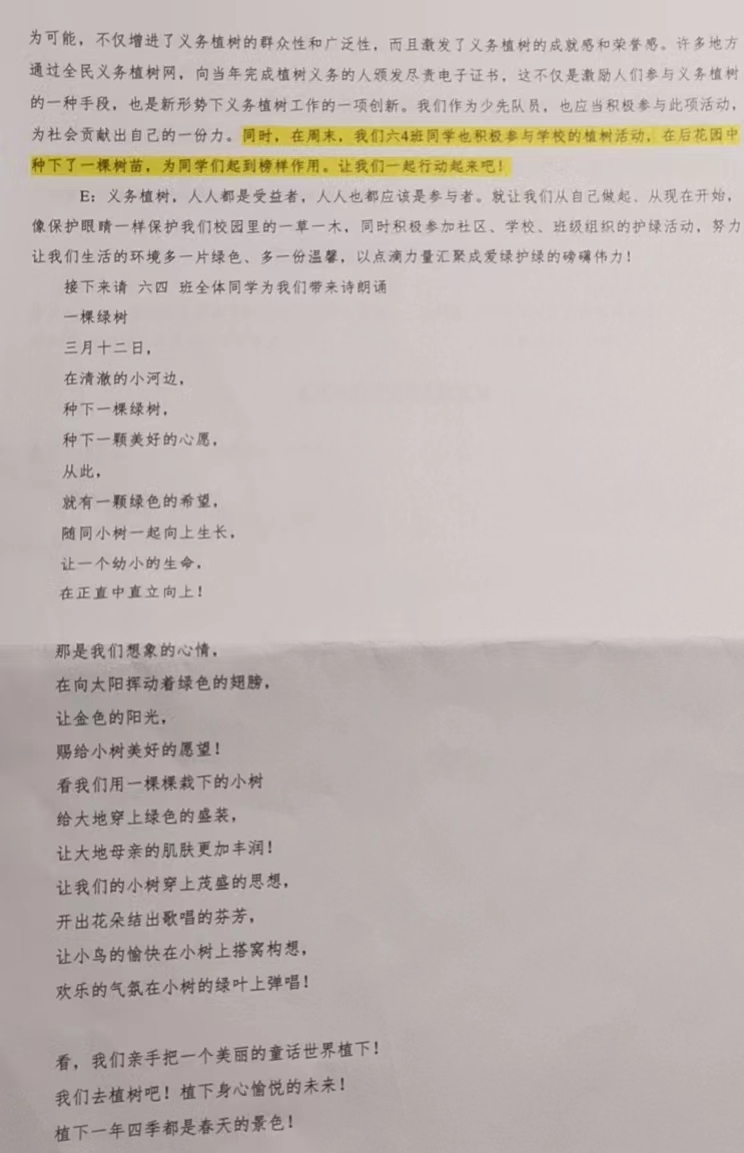 为可能，不仅增进了义务植树的群众性和广泛性，而且激发了义务植树的成就感和荣誉感。许多地方
通过全民义务植树网，向当年完成植树义务的人颁发尽责电子证书，这不仅是激励人们参与义务植树
的一种手段，也是新形势下义务植树工作的一项创新。我们作为少先队员，也应当积极参与此项活动，
为社会贡献出自己的一份力。同时，在周末，我们六4班同学也积极参与学校的植树活动，在后花园中
种下了一棵树苗，为同学们起到榜样作用。让我们一起行动起来吧！
E：义务植树，人人都是受益者，人人也都应该是参与者。就让我们从自己做起、从现在开始，
像保护眼睛一样保护我们校园里的一草一木，同时积极参加社区、学校、班级组织的护绿活动，努力
让我们生活的环境多一片绿色、多一份温馨，以点滴力量汇聚成爱绿护绿的磅礴伟力！
接下来请 六四 班全体同学为我们带来诗朗诵
一棵绿树
三月十二日，
在清澈的小河边，
种下一棵绿树，
种下一颗美好的心愿，
从此，
就有一颗绿色的希望，
随同小树一起向上生长，
让一个幼小的生命，
在正直中直立向上！
那是我们想象的心情，
在向太阳挥动着绿色的翅膀，
让金色的阳光，
赐给小树美好的愿望！
看我们用一棵棵栽下的小树
给大地穿上绿色的盛装，
让大地母亲的肌肤更加丰润！
让我们的小树穿上茂盛的思想，
开出花朵结出歌唱的芬芳，
让小鸟的愉快在小树上搭窝构想，
欢乐的气氛在小树的绿叶上弹唱！
看，我们亲手把一个美丽的童话世界植下！
我们去植树吧！植下身心愉悦的未来！
植下一年四季都是春天的景色！